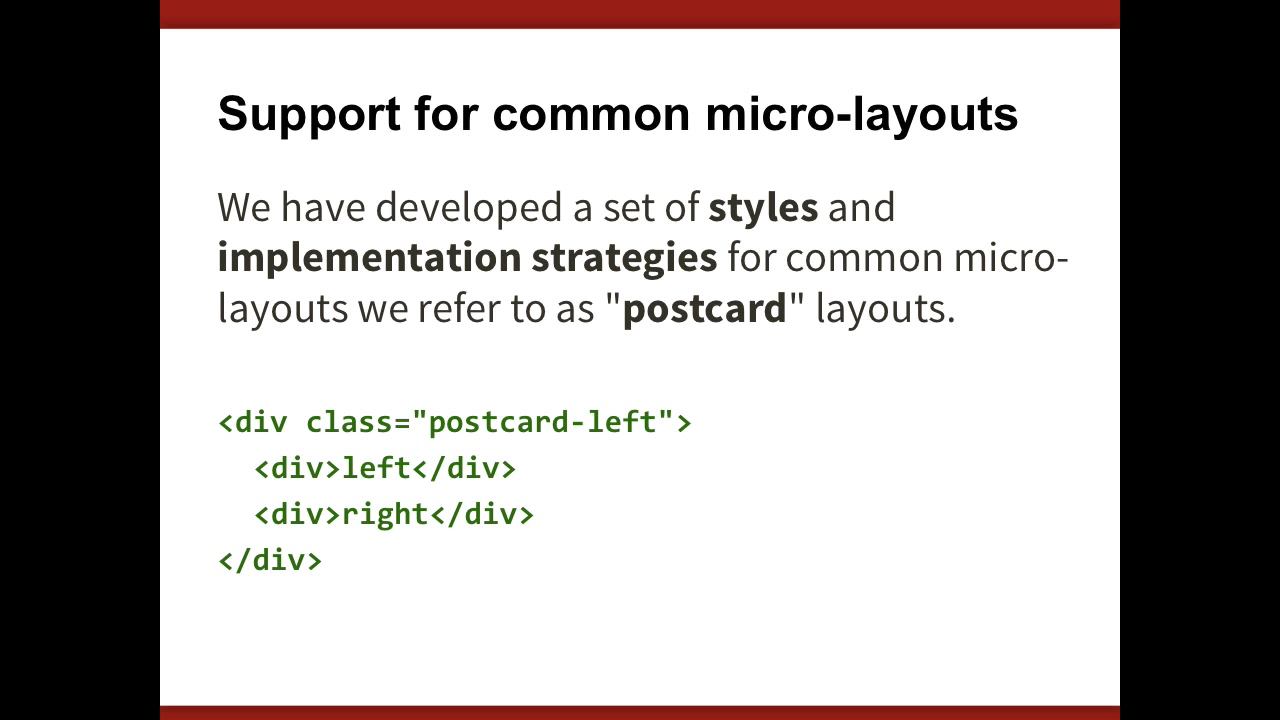 Support for common micro-layouts
We have developed a set of styles and
implementation strategies for common micro-
layouts we refer to as "postcard" layouts.
<div class="postcard-left">
  <div>left</div>
  <div>right</div>
</div>